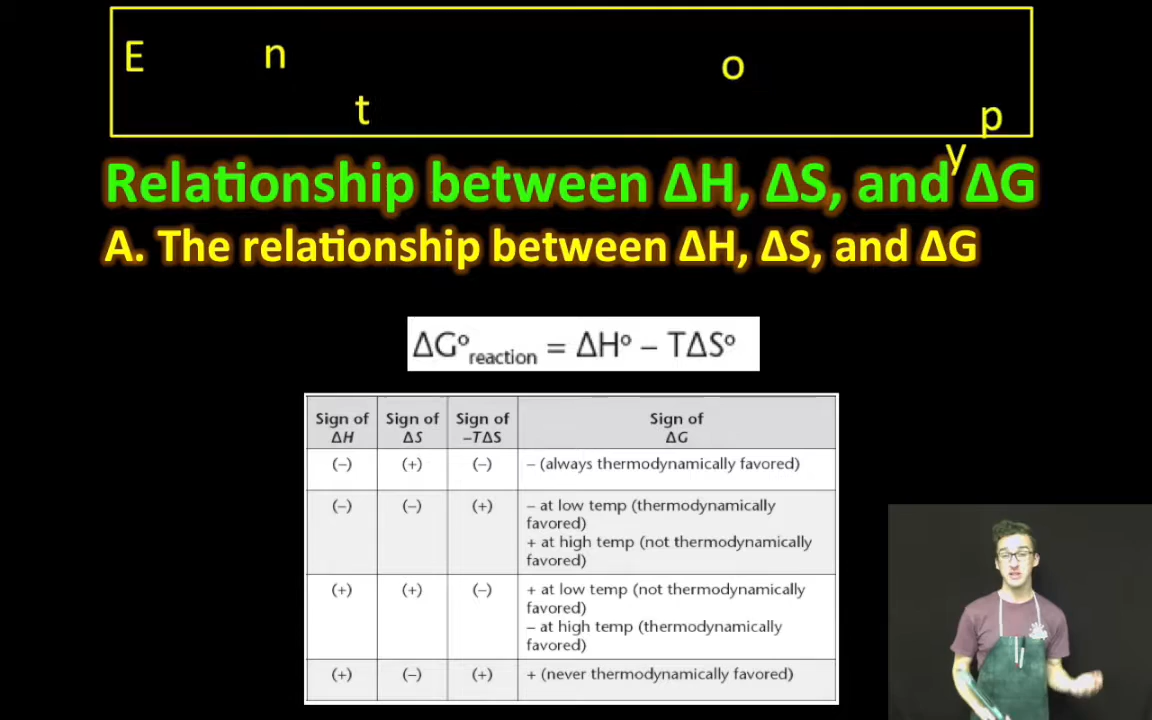 E n t o p y
Relationship between ΔH, ΔS, and ΔG
A. The relationship between ΔH, ΔS, and ΔG
ΔG°reaction = ΔH° – TΔS°
Sign of ΔH Sign of ΔS Sign of –TΔS Sign of ΔG
(–) (+) (–) – (always thermodynamically favored)
(–) (–) (+) – at low temp (thermodynamically
favored)
+ at high temp (not thermodynamically
favored)
(+) (+) (–) + at low temp (not thermodynamically
favored)
– at high temp (thermodynamically
favored)
(+) (–) (+) + (never thermodynamically favored)